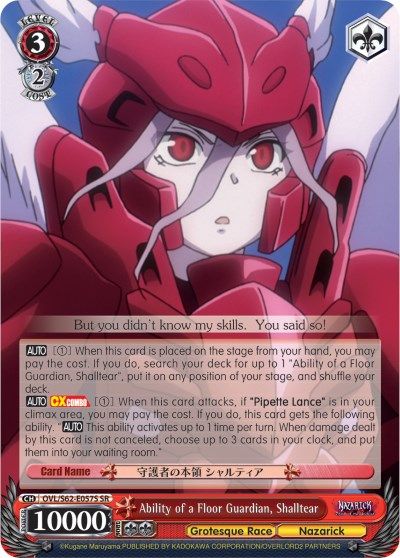 LEVEL
3
2
COST
But you didn't know my skills. You said so!
AUTO [①] When this card is placed on the stage from your hand, you may
pay the cost. If you do, search your deck for up to 1 "Ability of a Floor
Guardian, Shalltear", put it on any position of your stage, and shuffle your
deck.
AUTO CXCOMBO [①] When this card attacks, if "Pipette Lance" is in your
climax area, you may pay the cost. If you do, this card gets the following
ability. "AUTO This ability activates up to 1 time per turn. When damage dealt
by this card is not canceled, choose up to 3 cards in your clock, and put
them into your waiting room."
Card Name 守護者の本領 シャルティア
CH OVL/S62-E057S SR
Ability of a Floor Guardian, Shalltear
NAZARICK
POWER
10000
Grotesque Race
Nazarick
©Kugane Maruyama,PUBLISHED BY KADOKAWA CORPORATION/OVERLORD2 PARTNERS